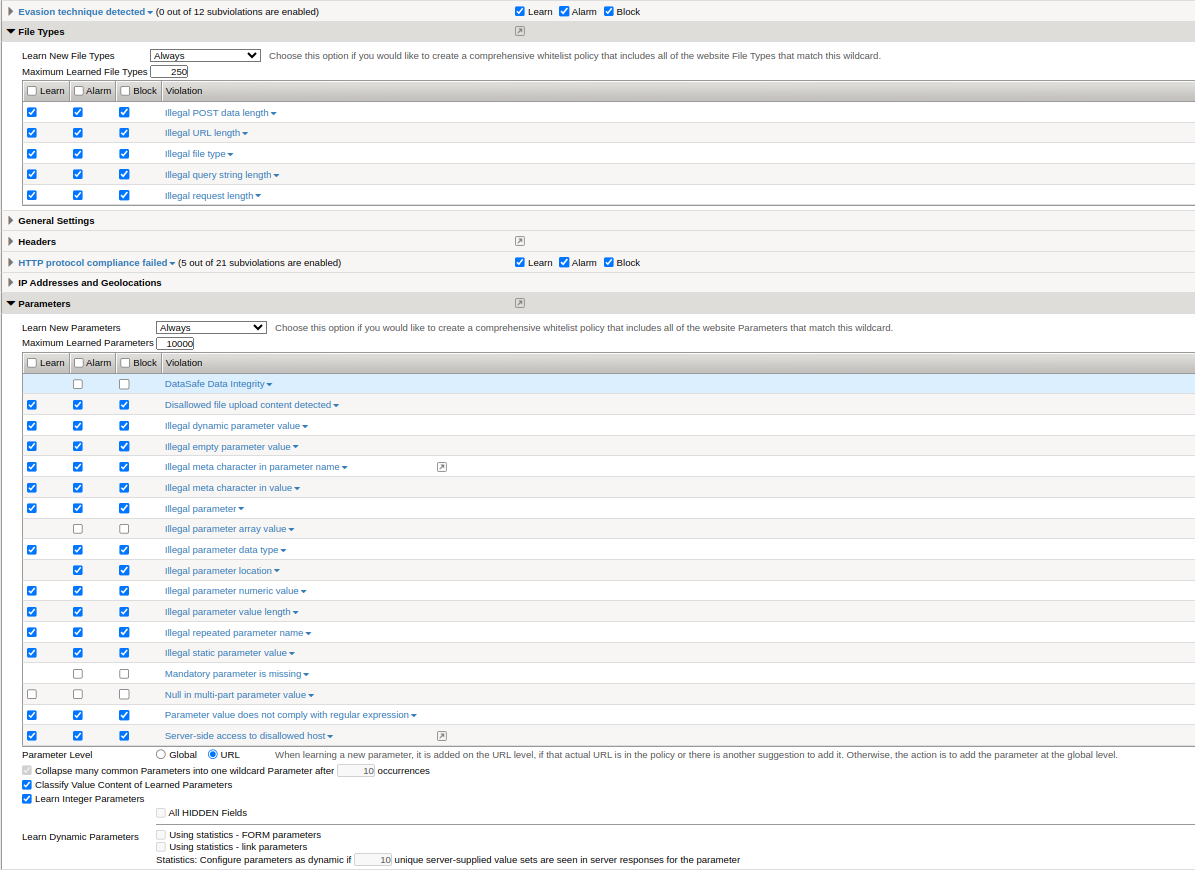 Evasion technique detected (0 out of 12 subviolations are enabled) Learn Alarm Block
File Types
Learn New File Types Always Choose this option if you would like to create a comprehensive whitelist policy that includes all of the website File Types that match this wildcard.
Maximum Learned File Types 250
Learn Alarm Block Violation
Illegal POST data length
Illegal URL length
Illegal file type
Illegal query string length
Illegal request length
General Settings
Headers
HTTP protocol compliance failed (5 out of 21 subviolations are enabled) Learn Alarm Block
IP Addresses and Geolocations
Parameters
Learn New Parameters Always Choose this option if you would like to create a comprehensive whitelist policy that includes all of the website Parameters that match this wildcard.
Maximum Learned Parameters 10000
Learn Alarm Block Violation
DataSafe Data Integrity
Disallowed file upload content detected
Illegal dynamic parameter value
Illegal empty parameter value
Illegal meta character in parameter name
Illegal meta character in value
Illegal parameter
Illegal parameter array value
Illegal parameter data type
Illegal parameter location
Illegal parameter numeric value
Illegal parameter value length
Illegal repeated parameter name
Illegal static parameter value
Mandatory parameter is missing
Null in multi-part parameter value
Parameter value does not comply with regular expression
Server-side access to disallowed host
Parameter Level Global URL When learning a new parameter, it is added on the URL level, if that actual URL is in the policy or there is another suggestion to add it. Otherwise, the action is to add the parameter at the global level.
Collapse many common Parameters into one wildcard Parameter after 10 occurrences
Classify Value Content of Learned Parameters
Learn Integer Parameters
All HIDDEN Fields
Learn Dynamic Parameters
Using statistics - FORM parameters
Using statistics - link parameters
Statistics: Configure parameters as dynamic if 10 unique server-supplied value sets are seen in server responses for the parameter